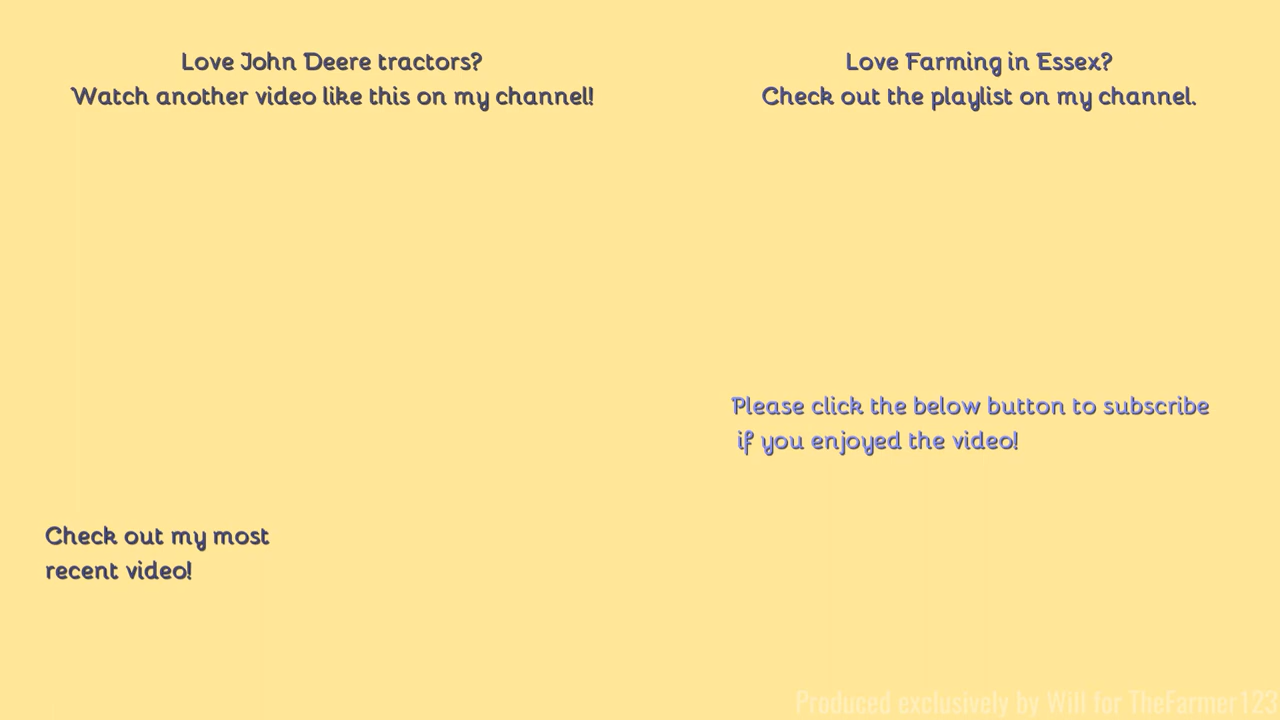 Love John Deere tractors?
Watch another video like this on my channel!
Love Farming in Essex?
Check out the playlist on my channel.
Please click the below button to subscribe
if you enjoyed the video!
Check out my most
recent video!
Produced exclusively by Will for TheFarmer123